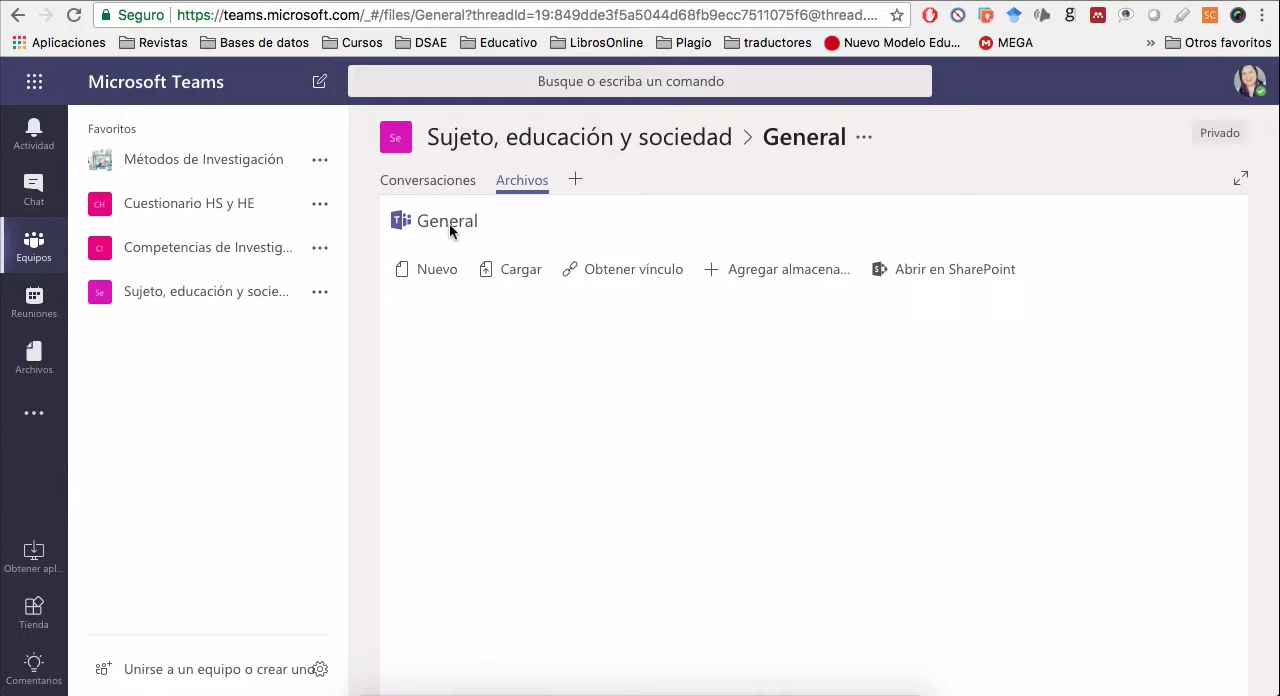 Seguro https://teams.microsoft.com/_#/files/General?threadId=19:849dde3f5a5044d68fb9ecc7511075f6@thread....
Aplicaciones Revistas Bases de datos Cursos DSAE Educativo LibrosOnline Plagio traductores Nuevo Modelo Edu... MEGA » Otros favoritos
Microsoft Teams
Busque o escriba un comando
Actividad
Chat
Equipos
Reuniones
Archivos
Obtener apl...
Tienda
Comentarios
Favoritos
Métodos de Investigación
CH Cuestionario HS y HE
CI Competencias de Investig...
Se Sujeto, educación y socie...
Unirse a un equipo o crear uno
Se Sujeto, educación y sociedad > General
Privado
Conversaciones Archivos
General
Nuevo Cargar Obtener vínculo Agregar almacena... Abrir en SharePoint